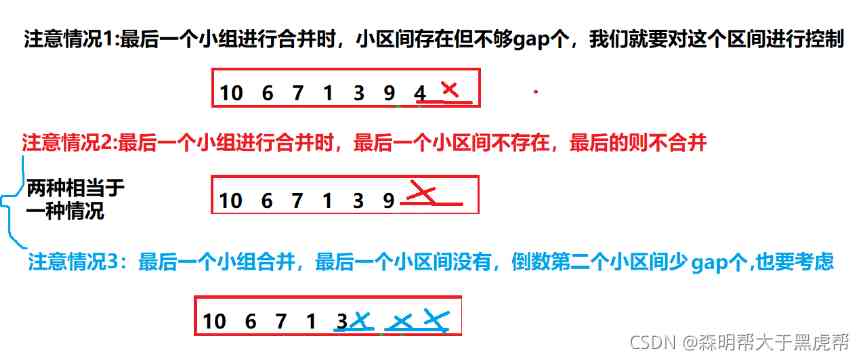 注意情况1:最后一个小组进行合并时，小区间存在但不够gap个，我们就要对这个区间进行控制
10 6 7 1 3 9 4
注意情况2:最后一个小组进行合并时，最后一个小区间不存在，最后的则不合并
两种相当于
一种情况
10 6 7 1 3 9
注意情况3：最后一个小组合并，最后一个小区间没有，倒数第二个小区间少gap个,也要考虑
10 6 7 1 3
CSDN @森明帮大于黑虎帮